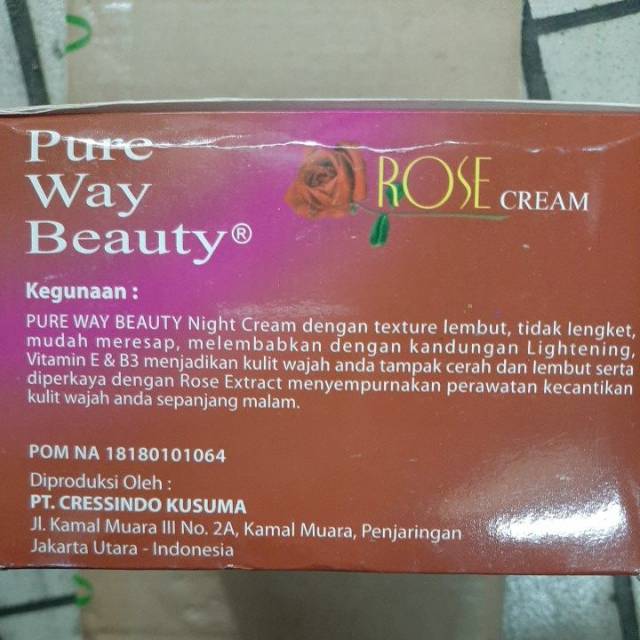 Pure
Way
Beauty®
ROSE CREAM
Kegunaan :
PURE WAY BEAUTY Night Cream dengan texture lembut, tidak lengket,
mudah meresap, melembabkan dengan kandungan Lightening,
Vitamin E & B3 menjadikan kulit wajah anda tampak cerah dan lembut serta
diperkaya dengan Rose Extract menyempurnakan perawatan kecantikan
kulit wajah anda sepanjang malam.
POM NA 18180101064
Diproduksi Oleh :
PT. CRESSINDO KUSUMA
Jl. Kamal Muara III No. 2A, Kamal Muara, Penjaringan
Jakarta Utara - Indonesia